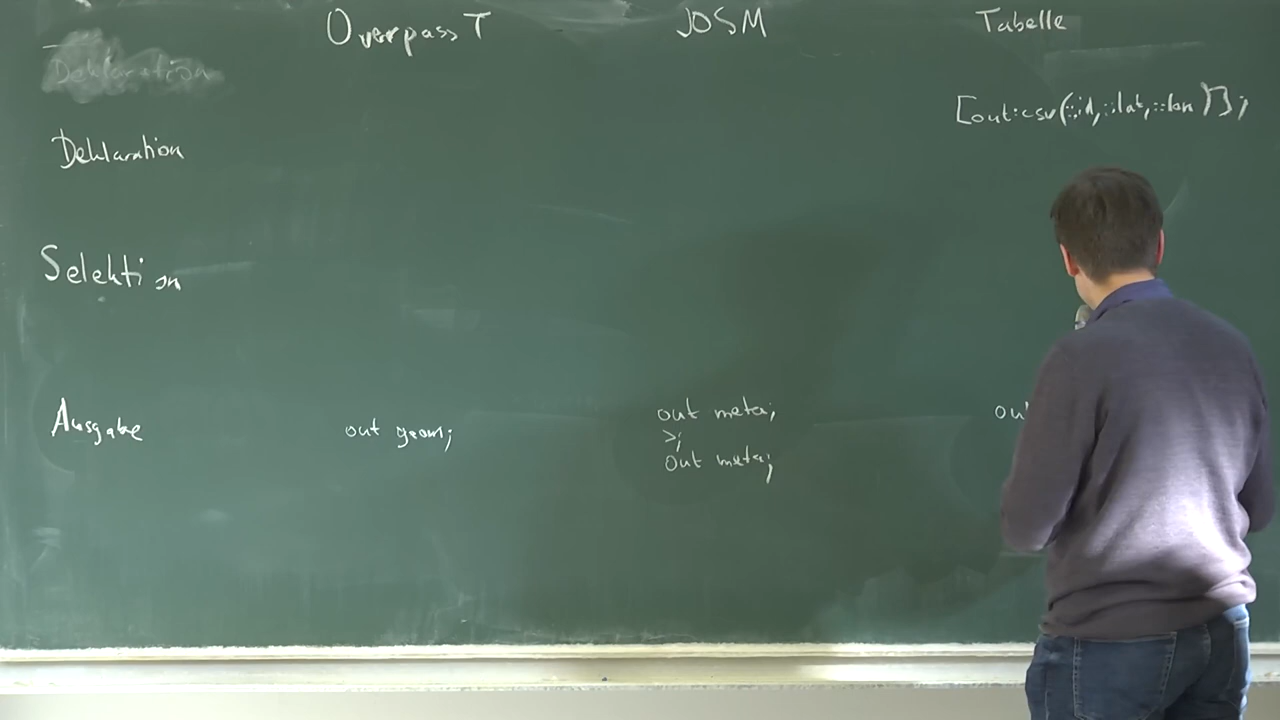 Overpass T JOSM Tabelle
Deklaration
[out:csv(::id,::lat,::lon)];
Deklaration
Selektion
Ausgabe out geom; out meta;
>;
out meta;
ou